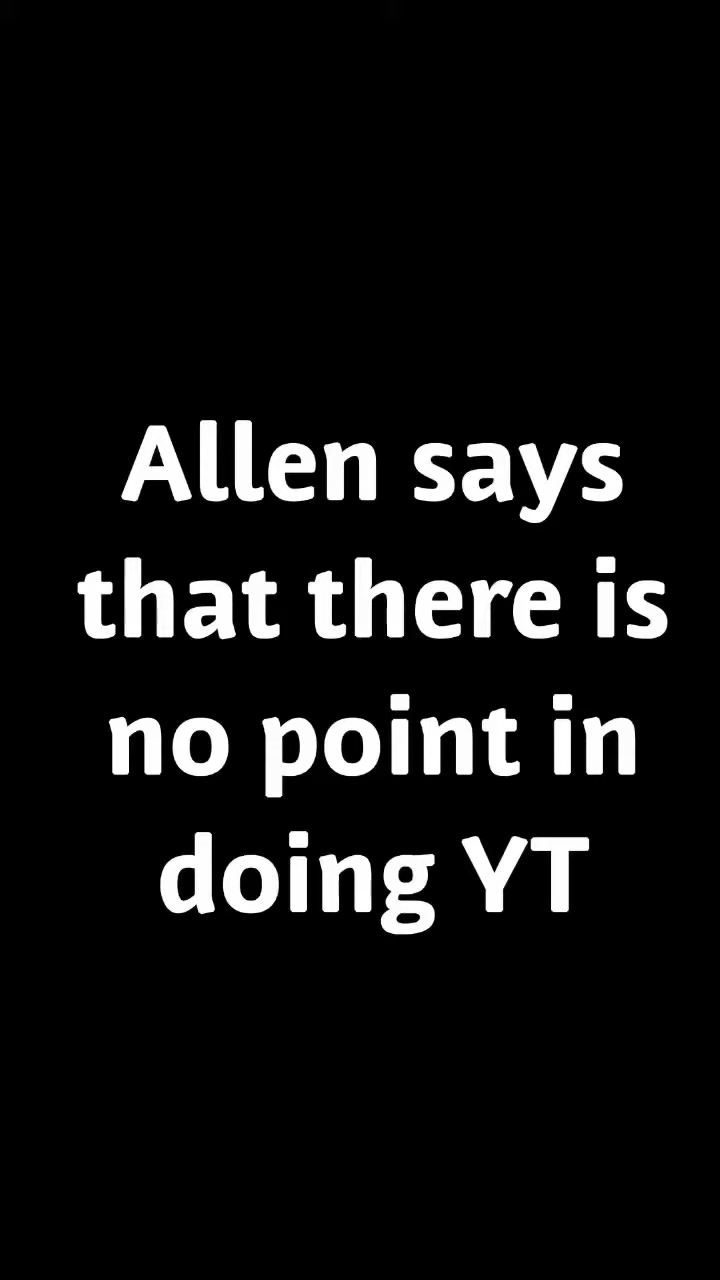 Allen says
that there is
no point in
doing YT